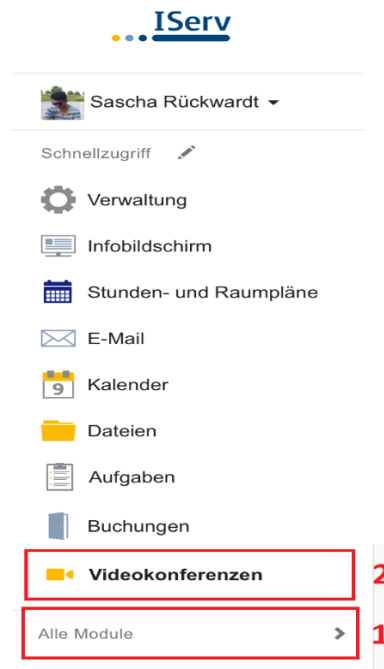 IServ
Sascha Rückwardt
Schnellzugriff
Verwaltung
Infobildschirm
Stunden- und Raumpläne
E-Mail
9 Kalender
Dateien
Aufgaben
Buchungen
Videokonferenzen 2
Alle Module 1